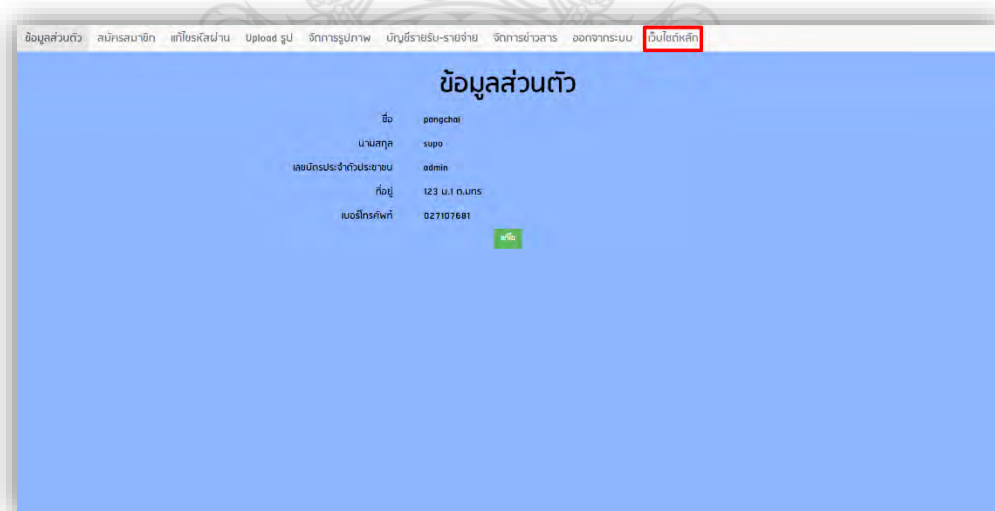 ข้อมูลส่วนตัว สมัครสมาชิก แก้ไขรหัสผ่าน Upload รูป จัดการรูปภาพ บัญชีรายรับ-รายจ่าย จัดการข่าวสาร ออกจากระบบ เว็บไซต์หลัก
ข้อมูลส่วนตัว
ชื่อ pongchai
นามสกุล supo
เลขบัตรประจำตัวประชาชน admin
ที่อยู่ 123 ม.1 ต.มทร
เบอร์โทรศัพท์ 027107681
แก้ไข